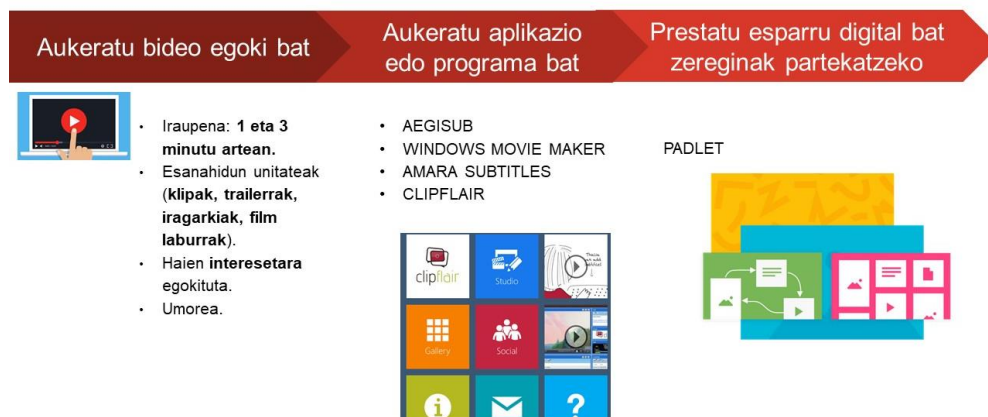 Aukeratu bideo egoki bat
Aukeratu aplikazio
edo programa bat
Prestatu esparru digital bat
zereginak partekatzeko
• Iraupena: 1 eta 3
minutu artean.
• Esanahidun unitateak
(klipak, trailerrak,
iragarkiak, film
laburrak).
• Haien interesetara
egokituta.
• Umorea.
• AEGISUB
• WINDOWS MOVIE MAKER
• AMARA SUBTITLES
• CLIPFLAIR
PADLET
clipflair
Studio
Gallery
Social
i
?